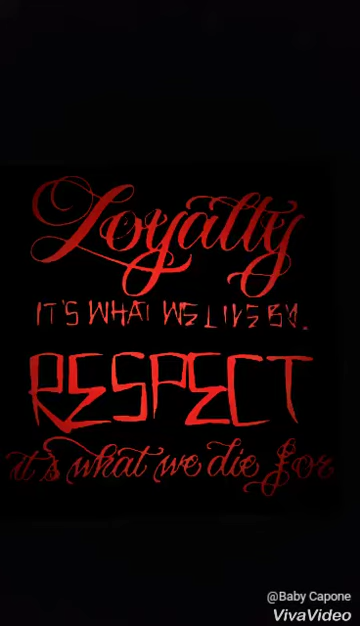 Loyalty
IT'S WHAT WE LIVE BY.
RESPECT
it's what we die for
@Baby Capone
VivaVideo